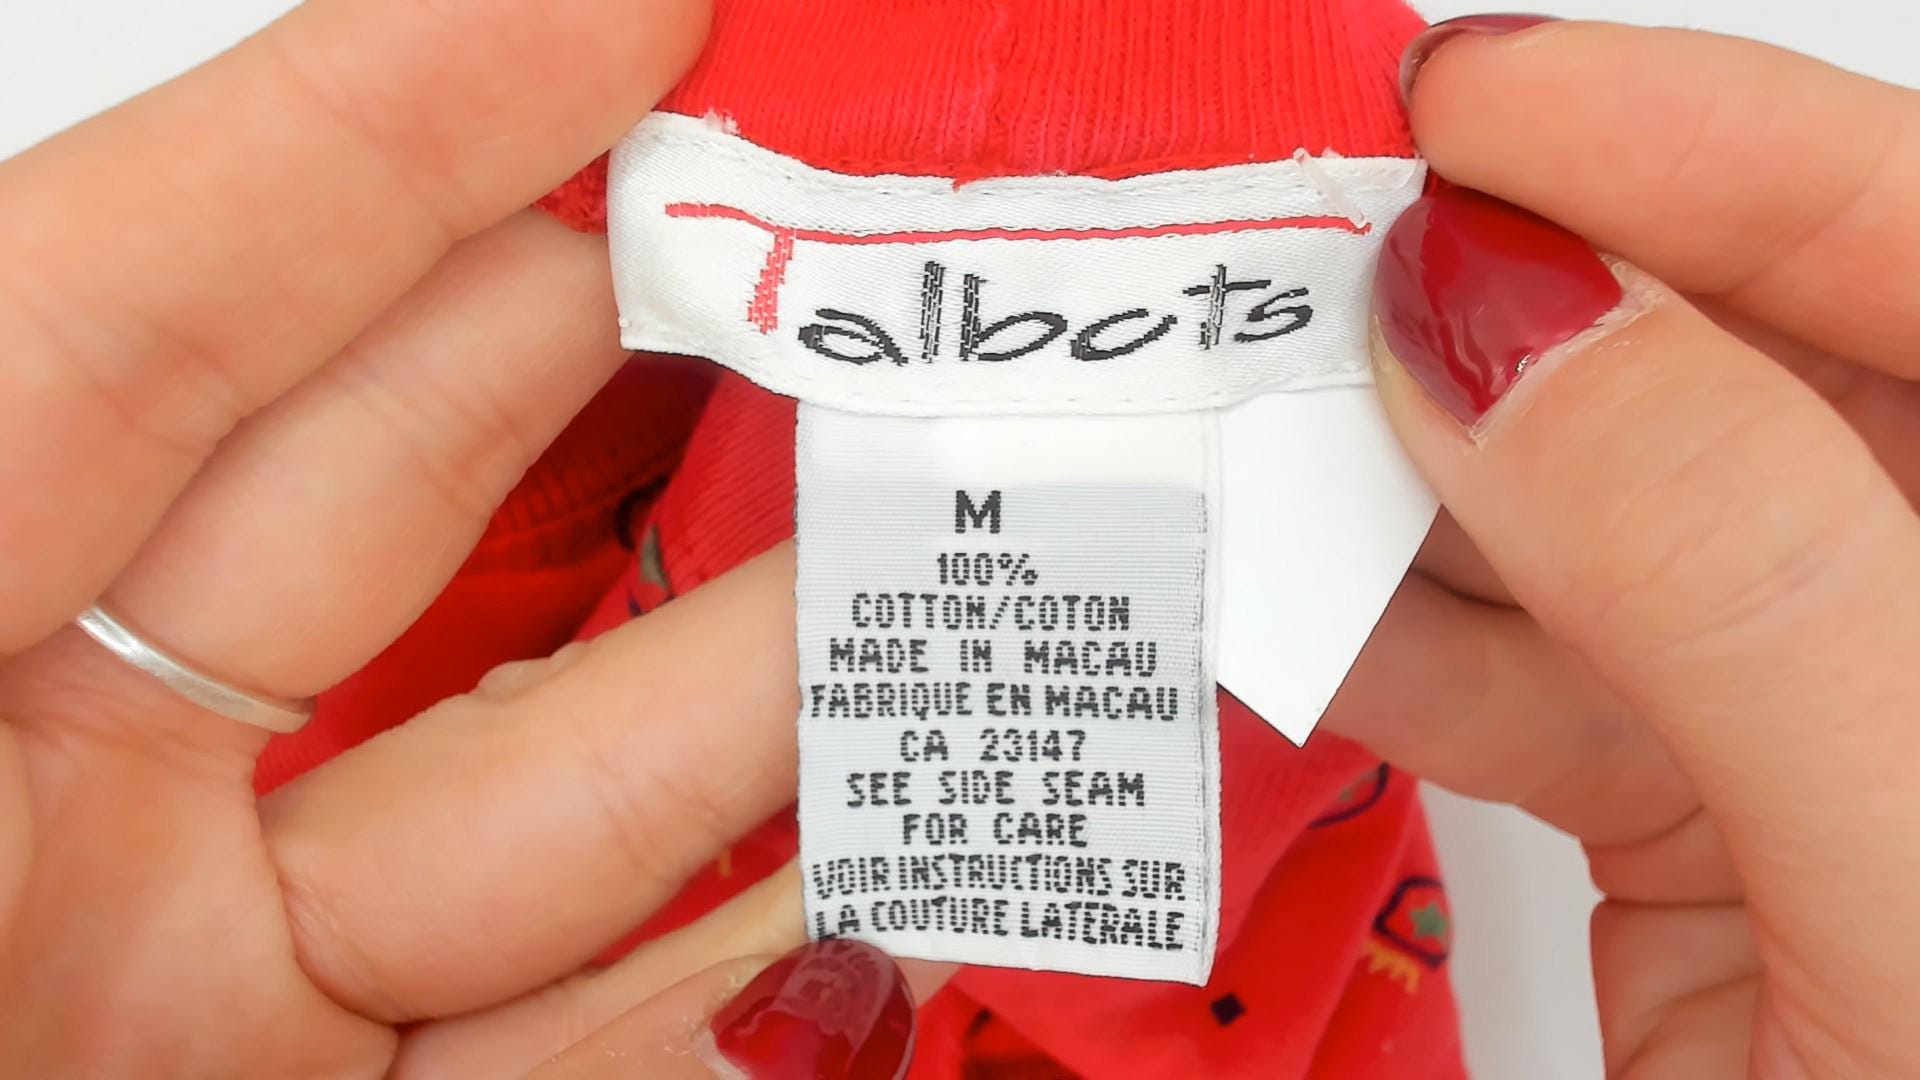 Talbots
M
100%
COTTON/COTON
MADE IN MACAU
FABRIQUE EN MACAU
CA 23147
SEE SIDE SEAM
FOR CARE
VOIR INSTRUCTIONS SUR
LA COUTURE LATERALE